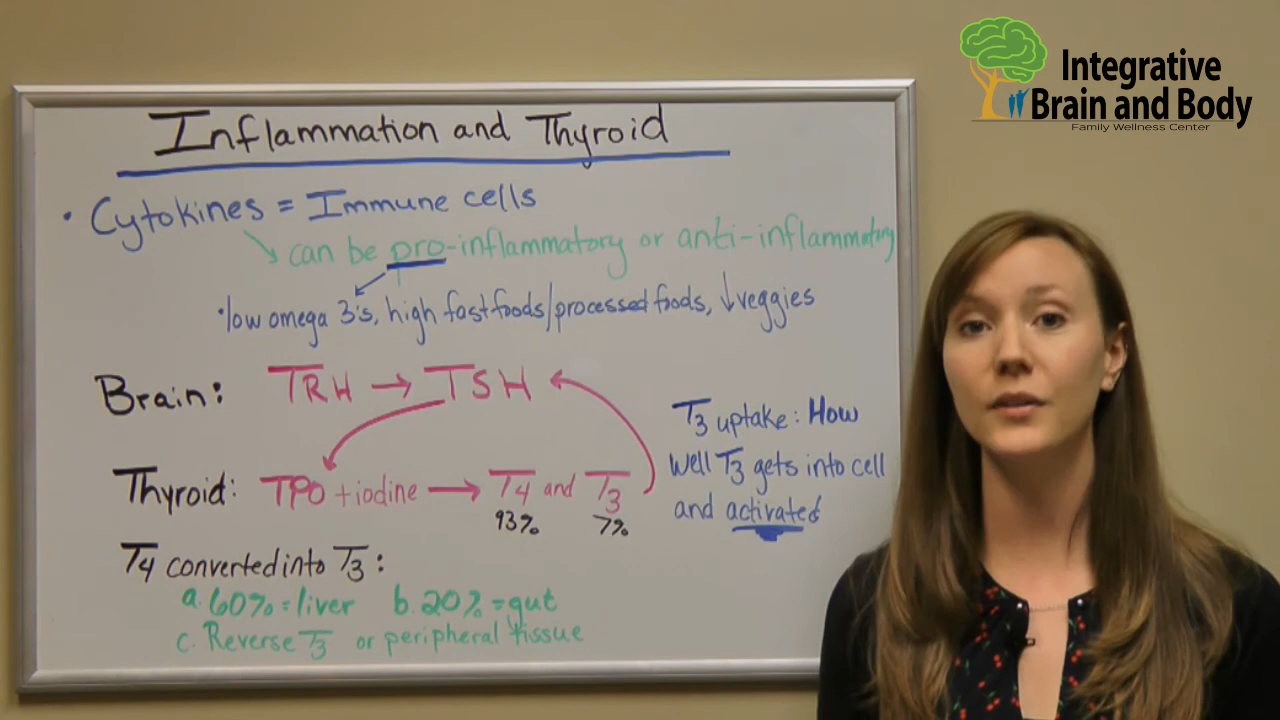 Integrative
Brain and Body
Family Wellness Center
Inflammation and Thyroid
• Cytokines = Immune cells
↘ can be pro-inflammatory or anti-inflammatory
• low omega 3's, high fast foods/processed foods, ↓veggies
Brain: TRH → TSH
Thyroid: TPO + iodine → T4 and T3
93% 7%
T3 uptake: How
well T3 gets into cell
and activated
T4 converted into T3:
a. 60% = liver b. 20% = gut
c. Reverse T3 or peripheral tissue